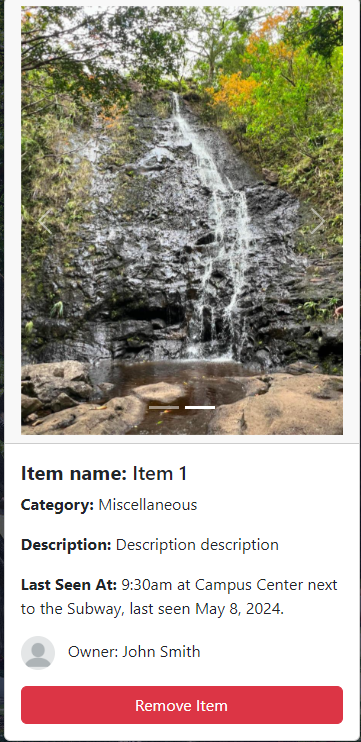 Item name: Item 1
Category: Miscellaneous
Description: Description description
Last Seen At: 9:30am at Campus Center next
to the Subway, last seen May 8, 2024.
Owner: John Smith
Remove Item